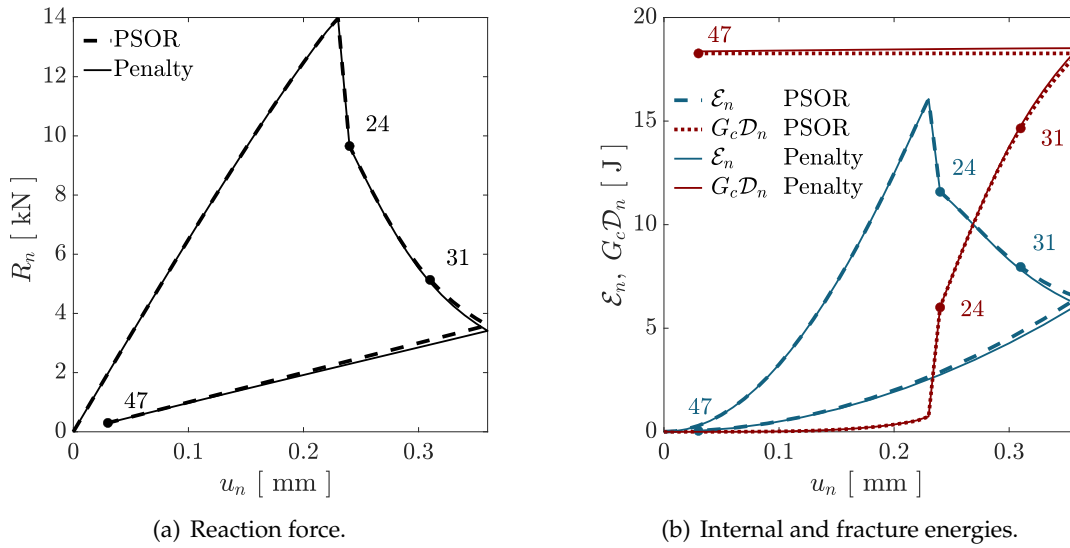 14
12
10
8
6
4
2
0
R_n [ kN ]
PSOR
Penalty
24
31
47
0
0.1
0.2
0.3
u_n [ mm ]
(a) Reaction force.
20
15
10
5
0
ℰ_n, G_c𝒟_n [ J ]
47
ℰ_n PSOR
G_c𝒟_n PSOR
ℰ_n Penalty
G_c𝒟_n Penalty
31
24
31
24
47
0
0.1
0.2
0.3
u_n [ mm ]
(b) Internal and fracture energies.